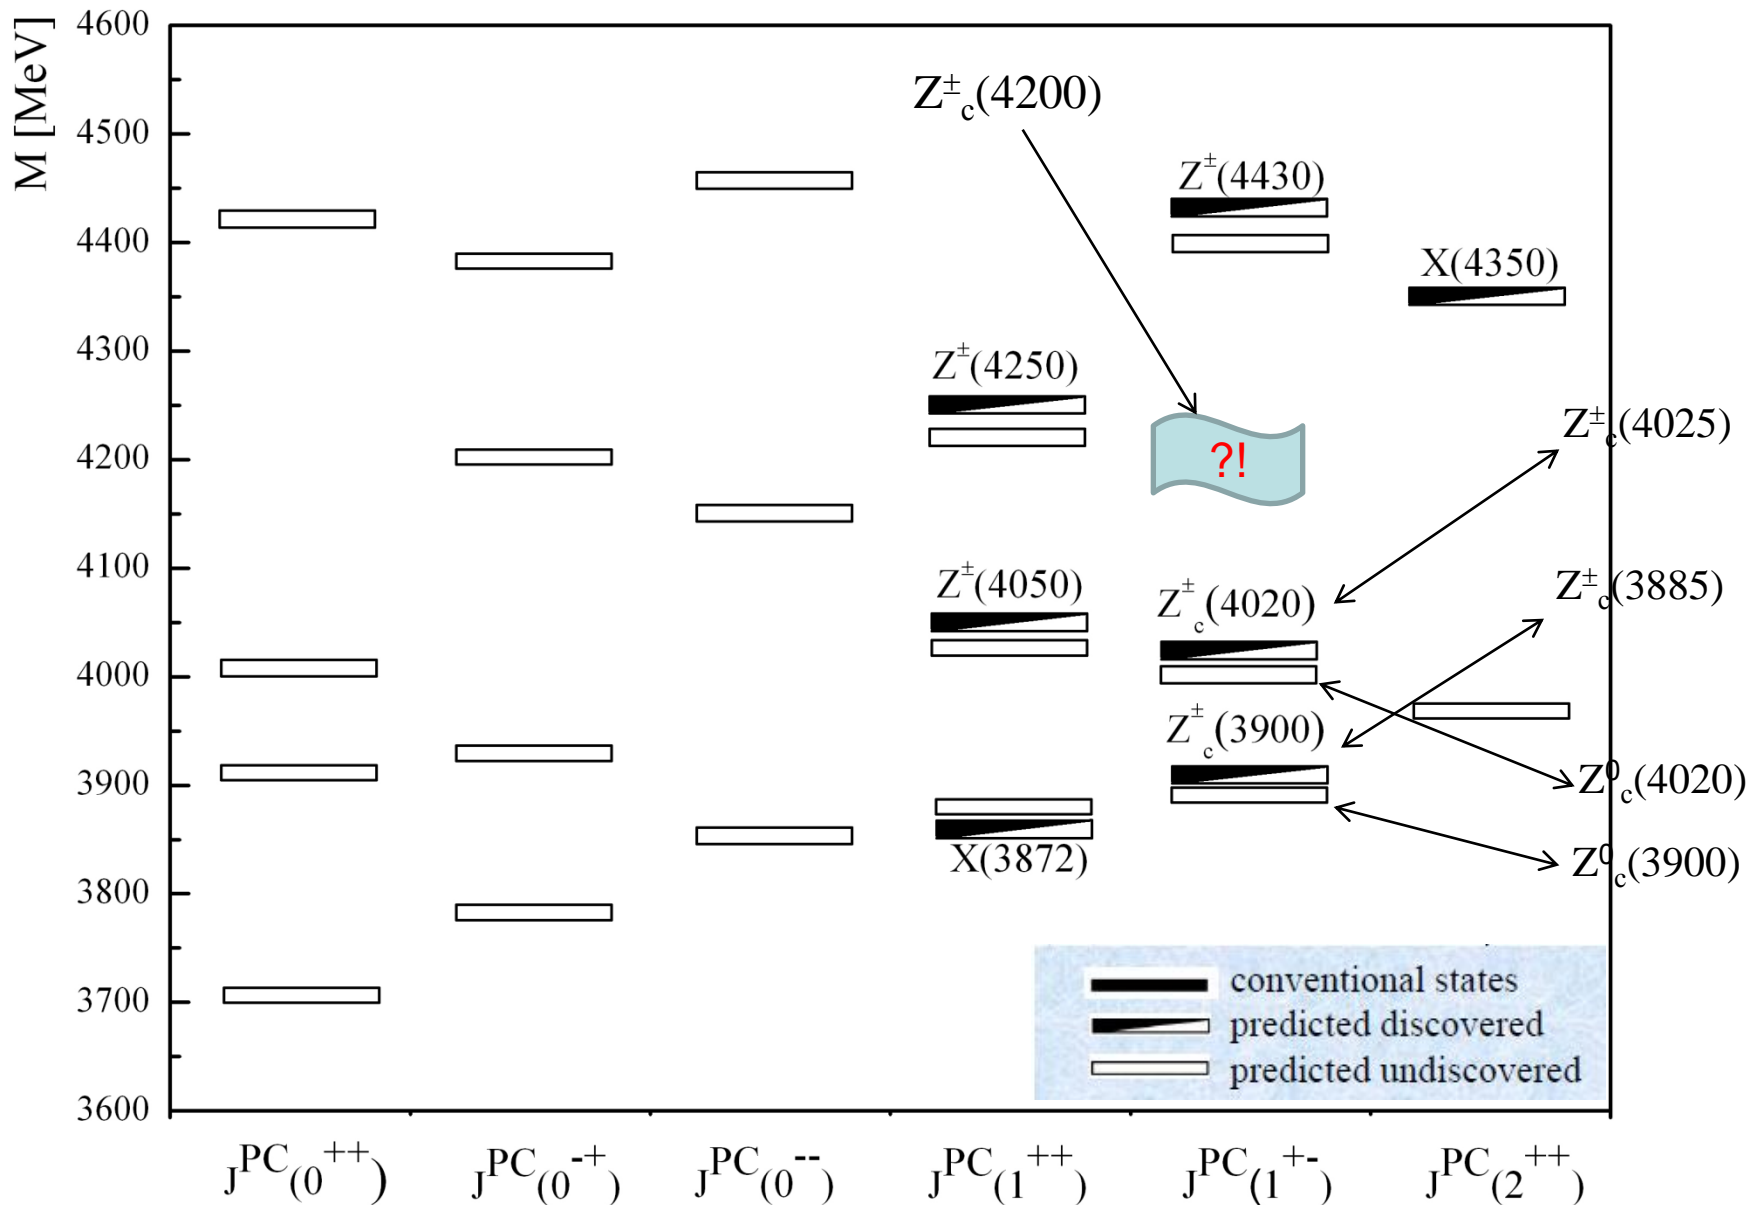 M [MeV]
4600
4500
4400
4300
4200
4100
4000
3900
3800
3700
3600
Z±c(4200)
Z±(4430)
X(4350)
Z±(4250)
?!
Z±c(4025)
Z±(4050)
Z±c(4020)
Z±c(3885)
Z±c(3900)
Z0c(4020)
X(3872)
Z0c(3900)
conventional states
predicted discovered
predicted undiscovered
JPC(0++)
JPC(0-+)
JPC(0--)
JPC(1++)
JPC(1+-)
JPC(2++)